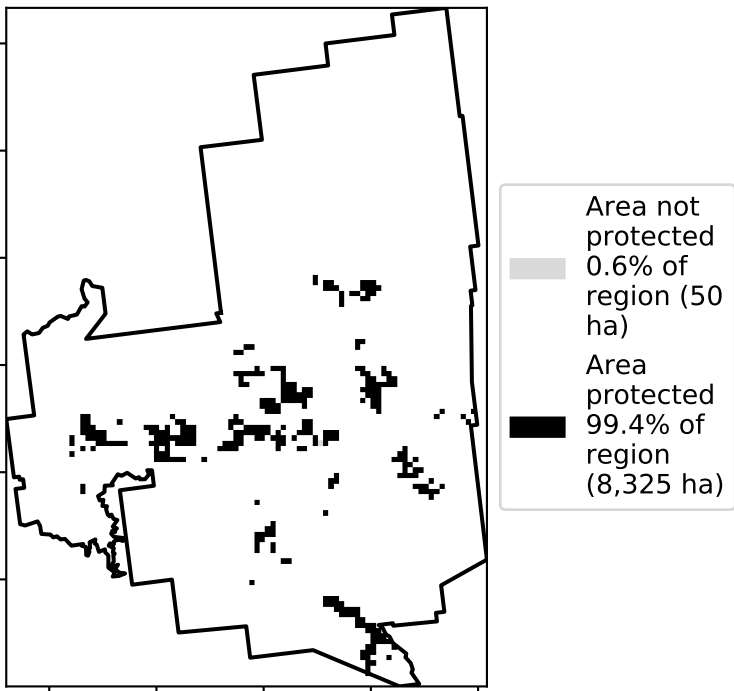 Area not
protected
0.6% of
region (50
ha)
Area
protected
99.4% of
region
(8,325 ha)